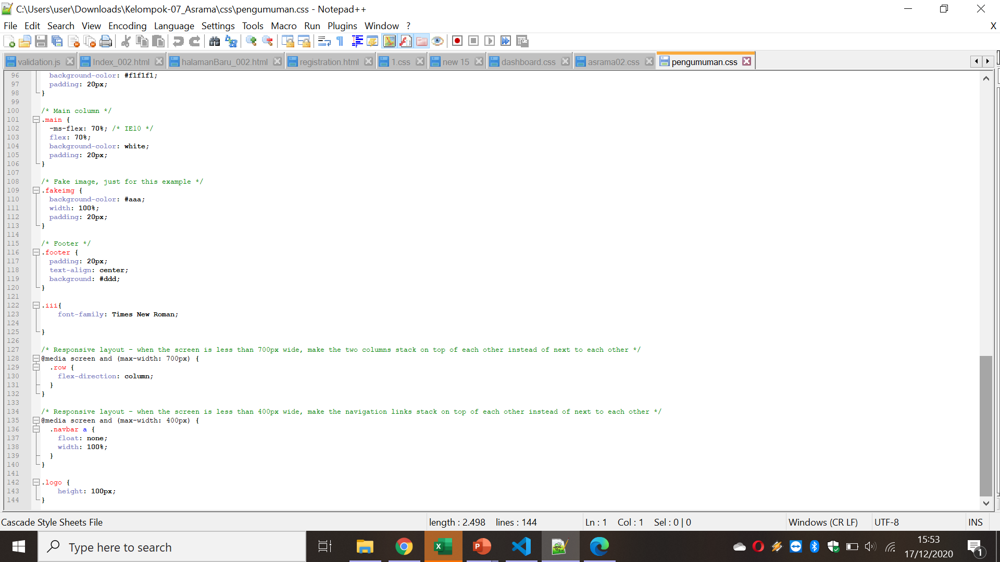 C:\Users\user\Downloads\Kelompok-07_Asrama\css\pengumuman.css - Notepad++
File Edit Search View Encoding Language Settings Tools Macro Run Plugins Window ? X
validation.js Index_002.html halamanBaru_002.html registration.html 1.css new 15 dashboard.css asrama02.css pengumuman.css
96 background-color: #f1f1f1;
97 padding: 20px;
98 }
99
100 /* Main column */
101 .main {
102 -ms-flex: 70%; /* IE10 */
103 flex: 70%;
104 background-color: white;
105 padding: 20px;
106 }
107
108 /* Fake image, just for this example */
109 .fakeimg {
110 background-color: #aaa;
111 width: 100%;
112 padding: 20px;
113 }
114
115 /* Footer */
116 .footer {
117 padding: 20px;
118 text-align: center;
119 background: #ddd;
120 }
121
122 .iii{
123 font-family: Times New Roman;
124
125 }
126
127 /* Responsive layout - when the screen is less than 700px wide, make the two columns stack on top of each other instead of next to each other */
128 @media screen and (max-width: 700px) {
129 .row {
130 flex-direction: column;
131 }
132 }
133
134 /* Responsive layout - when the screen is less than 400px wide, make the navigation links stack on top of each other instead of next to each other */
135 @media screen and (max-width: 400px) {
136 .navbar a {
137 float: none;
138 width: 100%;
139 }
140 }
141
142 .logo {
143 height: 100px;
144 }
Cascade Style Sheets File length : 2.498 lines : 144 Ln : 1 Col : 1 Sel : 0 | 0 Windows (CR LF) UTF-8 INS
Type here to search
15:53
17/12/2020
1